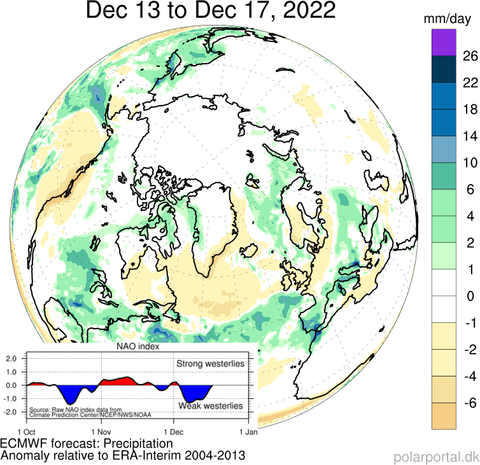 Dec 13 to Dec 17, 2022
mm/day
26
22
18
14
10
6
4
2
1
0
-1
-2
-4
-6
NAO index
2.0
1.0
0.0
-1.0
-2.0
Strong westerlies
Weak westerlies
Source: Raw NAO index data from
Climate Prediction Center/NCEP/NWS/NOAA
1 Oct
1 Nov
1 Dec
1 Jan
ECMWF forecast: Precipitation
Anomaly relative to ERA-Interim 2004-2013
polarportal.dk